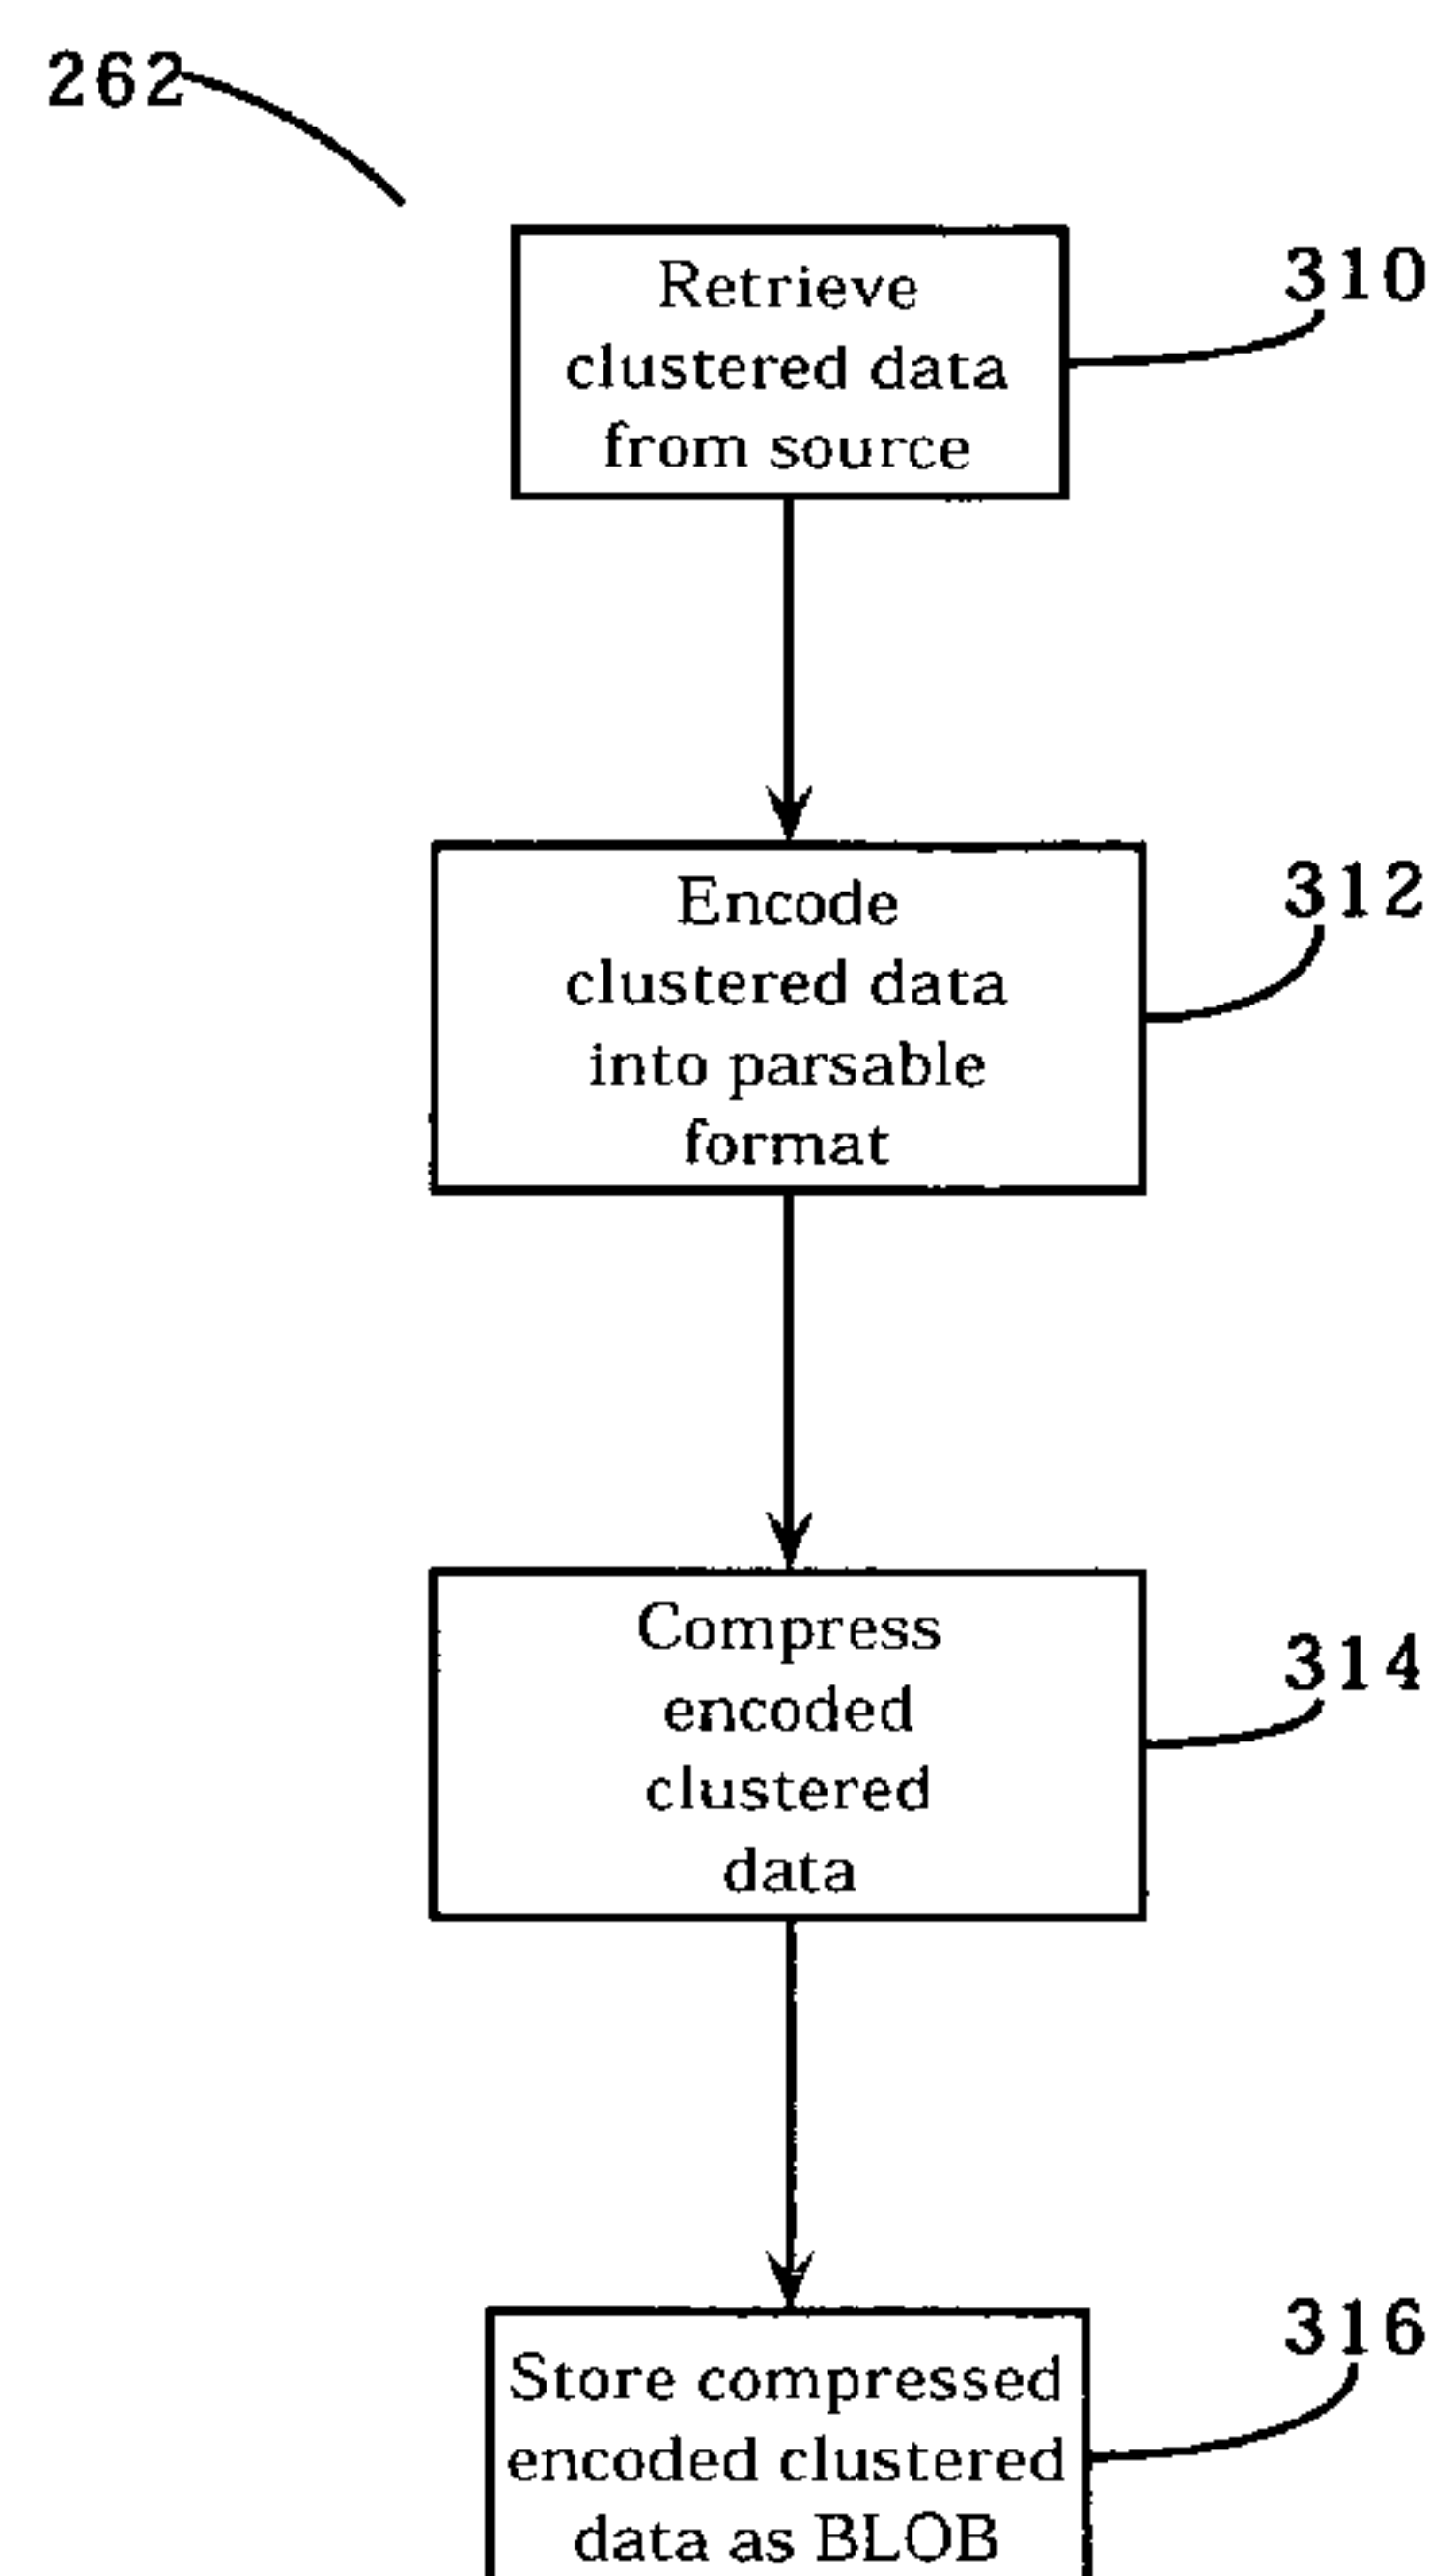 262
Retrieve
clustered data
from source
310
Encode
clustered data
into parsable
format
312
Compress
encoded
clustered
data
314
Store compressed
encoded clustered
data as BLOB
316